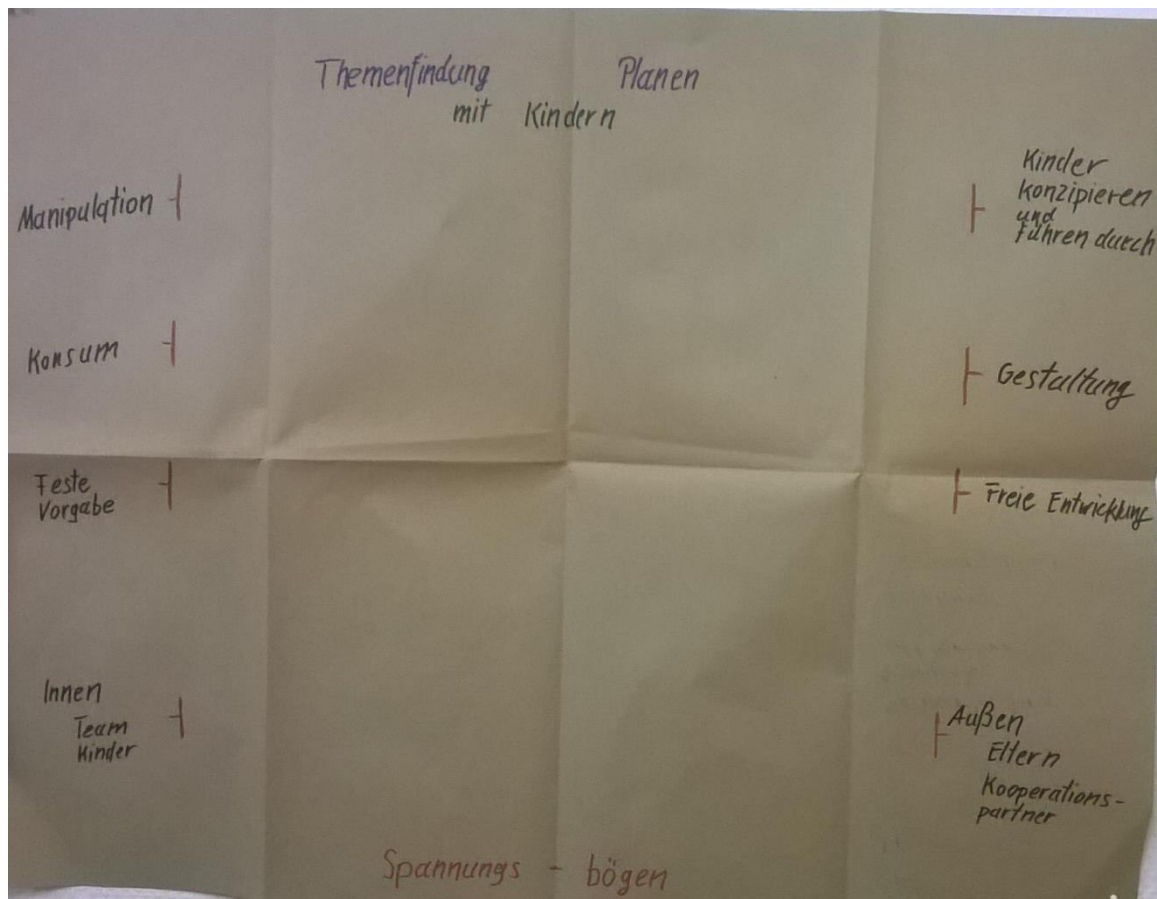 Themenfindung Planen
mit Kindern
Manipulation
Kinder
konzipieren
und
führen durch
Konsum
Gestaltung
Feste
Vorgabe
Freie Entwicklung
Innen
Team
Kinder
Außen
Eltern
Kooperations-
partner
Spannungs - bögen